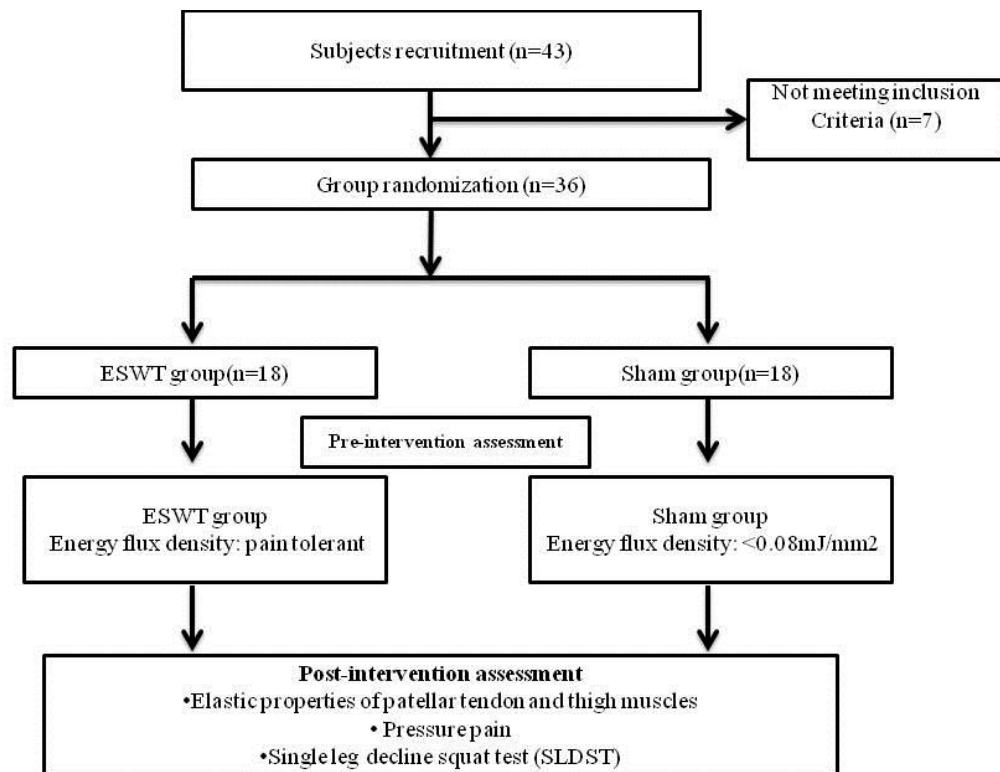 Subjects recruitment (n=43)
Not meeting inclusion
Criteria (n=7)
Group randomization (n=36)
ESWT group(n=18)
Sham group(n=18)
Pre-intervention assessment
ESWT group
Energy flux density: pain tolerant
Sham group
Energy flux density: <0.08mJ/mm2
Post-intervention assessment
•Elastic properties of patellar tendon and thigh muscles
• Pressure pain
•Single leg decline squat test (SLDST)